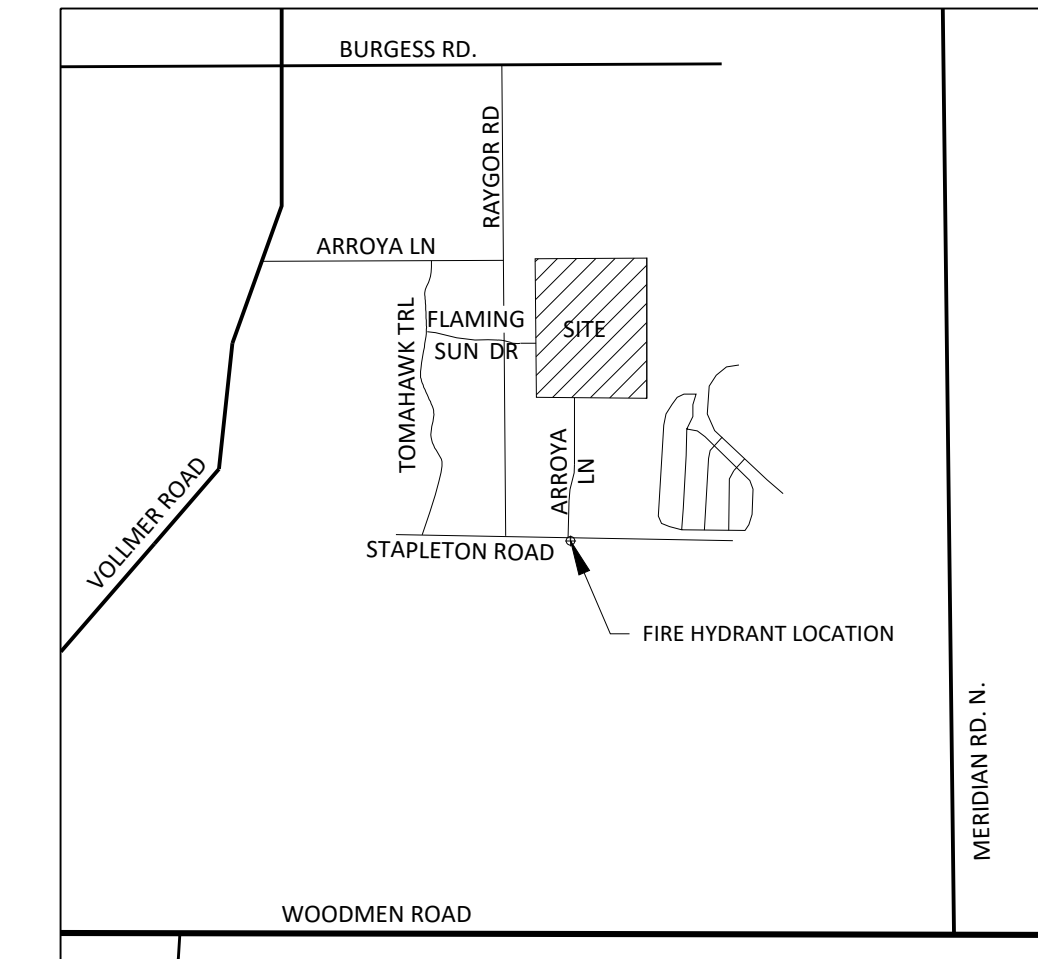 BURGESS RD.
RAYGOR RD
ARROYA LN
TOMAHAWK TRL
FLAMING
SUN DR
SITE
ARROYA
LN
VOLLMER ROAD
STAPLETON ROAD
FIRE HYDRANT LOCATION
MERIDIAN RD. N.
WOODMEN ROAD